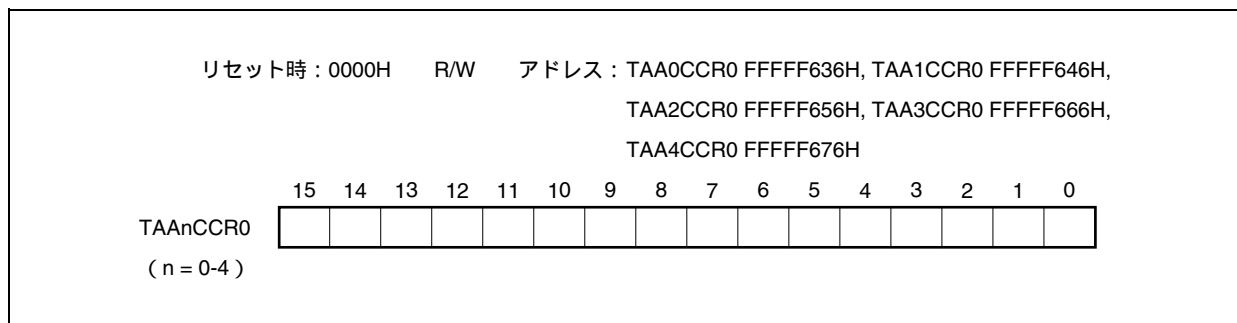 リセット時：0000H R/W アドレス：TAA0CCR0 FFFFF636H, TAA1CCR0 FFFFF646H,
TAA2CCR0 FFFFF656H, TAA3CCR0 FFFFF666H,
TAA4CCR0 FFFFF676H
15 14 13 12 11 10 9 8 7 6 5 4 3 2 1 0
TAAnCCR0
（n = 0-4）